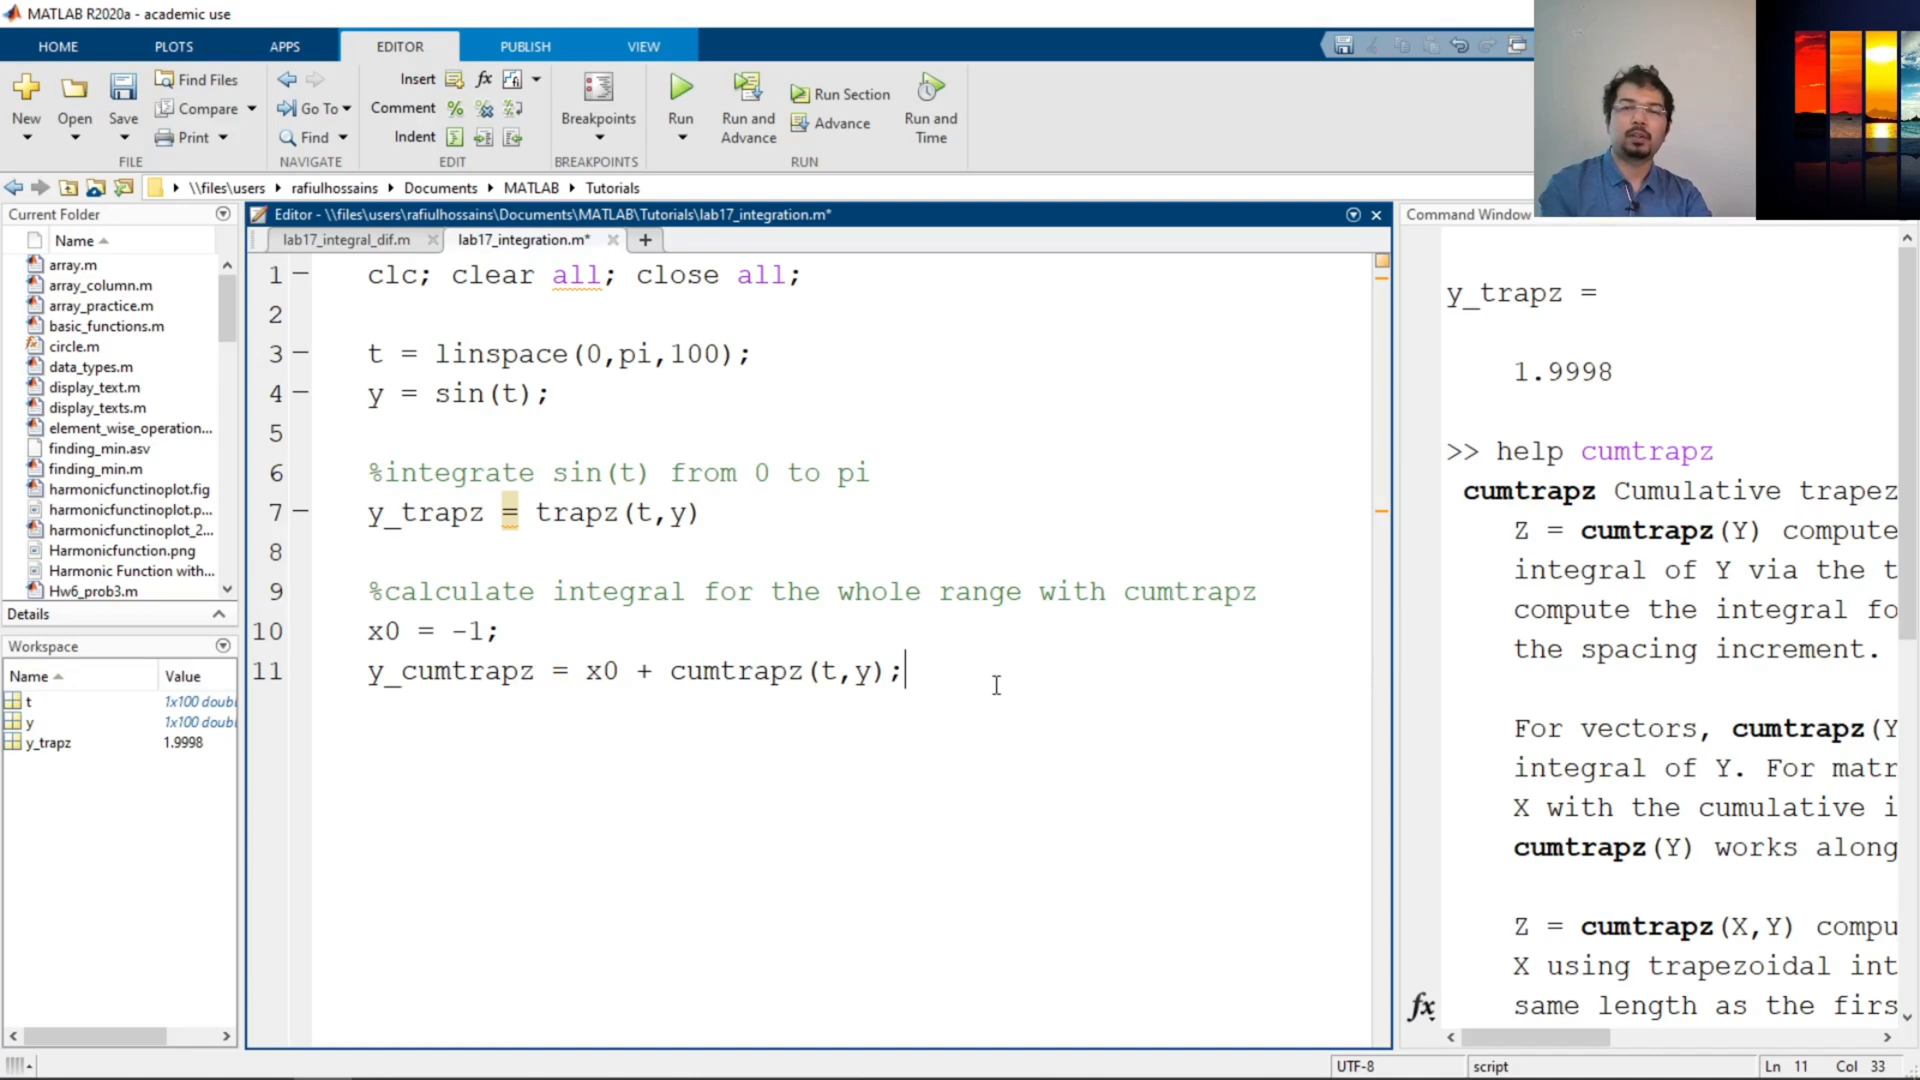 MATLAB R2020a - academic use
HOME PLOTS APPS EDITOR PUBLISH VIEW
New
Open
Save
Find Files
Compare
Print
FILE
Go To
Find
NAVIGATE
Insert fx
Comment %
Indent
EDIT
Breakpoints
BREAKPOINTS
Run
Run and Advance
Run Section
Advance
Run and Time
RUN
\\files\users rafiulhossains Documents MATLAB Tutorials
Current Folder
Name
array.m
array_column.m
array_practice.m
basic_functions.m
circle.m
data_types.m
display_text.m
display_texts.m
element_wise_operation...
finding_min.asv
finding_min.m
harmonicfunctinoplot.fig
harmonicfunctinoplot.p...
harmonicfunctinoplot_2...
Harmonicfunction.png
Harmonic Function with...
Hw6_prob3.m
Details
Workspace
Name Value
t 1x100 doubl
y 1x100 doubl
y_trapz 1.9998
Editor - \\files\users\rafiulhossains\Documents\MATLAB\Tutorials\lab17_integration.m*
lab17_integral_dif.m lab17_integration.m* +
1 clc; clear all; close all;
2
3 t = linspace(0,pi,100);
4 y = sin(t);
5
6 %integrate sin(t) from 0 to pi
7 y_trapz = trapz(t,y)
8
9 %calculate integral for the whole range with cumtrapz
10 x0 = -1;
11 y_cumtrapz = x0 + cumtrapz(t,y);
Command Window
y_trapz =
1.9998
>> help cumtrapz
cumtrapz Cumulative trapez
Z = cumtrapz(Y) compute
integral of Y via the t
compute the integral fo
the spacing increment.
For vectors, cumtrapz(Y
integral of Y. For matr
X with the cumulative i
cumtrapz(Y) works along
Z = cumtrapz(X,Y) compu
X using trapezoidal int
same length as the firs
fx
UTF-8 script Ln 11 Col 33